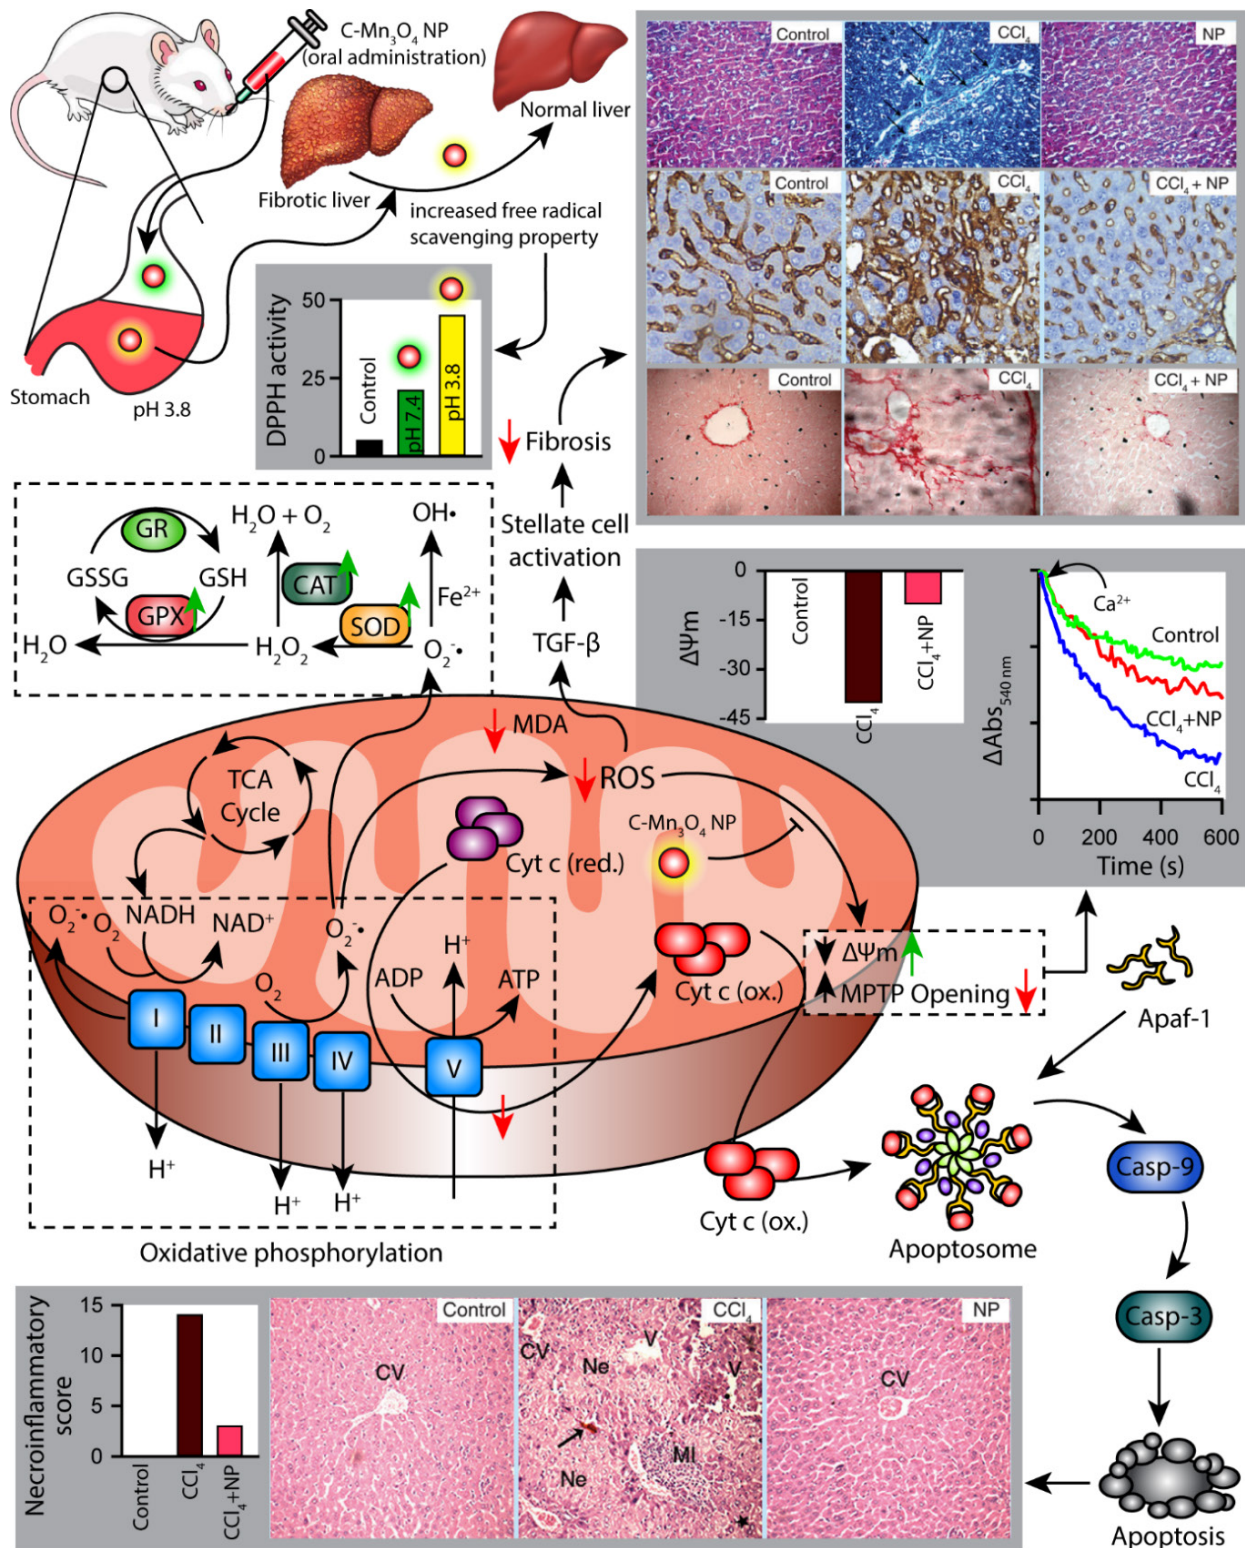 C-Mn₃O₄ NP
(oral administration)
Normal liver
Fibrotic liver
increased free radical
scavenging property
Stomach
pH 3.8
DPPH activity
50
25
0
Control
pH 7.4
pH 3.8
Control
CCl₄
NP
Control
CCl₄
CCl₄ + NP
Control
CCl₄
CCl₄ + NP
Fibrosis
Stellate cell
activation
TGF-β
GR
GSSG
GSH
GPX
H₂O
H₂O₂
H₂O + O₂
CAT
SOD
OH•
Fe²⁺
O₂⁻•
ΔΨm
0
-15
-30
-45
Control
CCl₄
CCl₄+NP
ΔAbs₅₄₀ ₙₘ
Ca²⁺
Control
CCl₄+NP
CCl₄
0
200
400
600
Time (s)
MDA
ROS
TCA
Cycle
Cyt c (red.)
C-Mn₃O₄ NP
O₂⁻•
O₂
NADH
NAD⁺
O₂⁻•
O₂
H⁺
ADP
ATP
Cyt c (ox.)
ΔΨm
MPTP Opening
I
II
III
IV
V
H⁺
H⁺
H⁺
Oxidative phosphorylation
Cyt c (ox.)
Apaf-1
Apoptosome
Casp-9
Casp-3
Apoptosis
Necroinflammatory
score
15
10
5
0
Control
CCl₄
CCl₄+NP
Control
CV
CCl₄
CV
V
V
Ne
MI
Ne
NP
CV